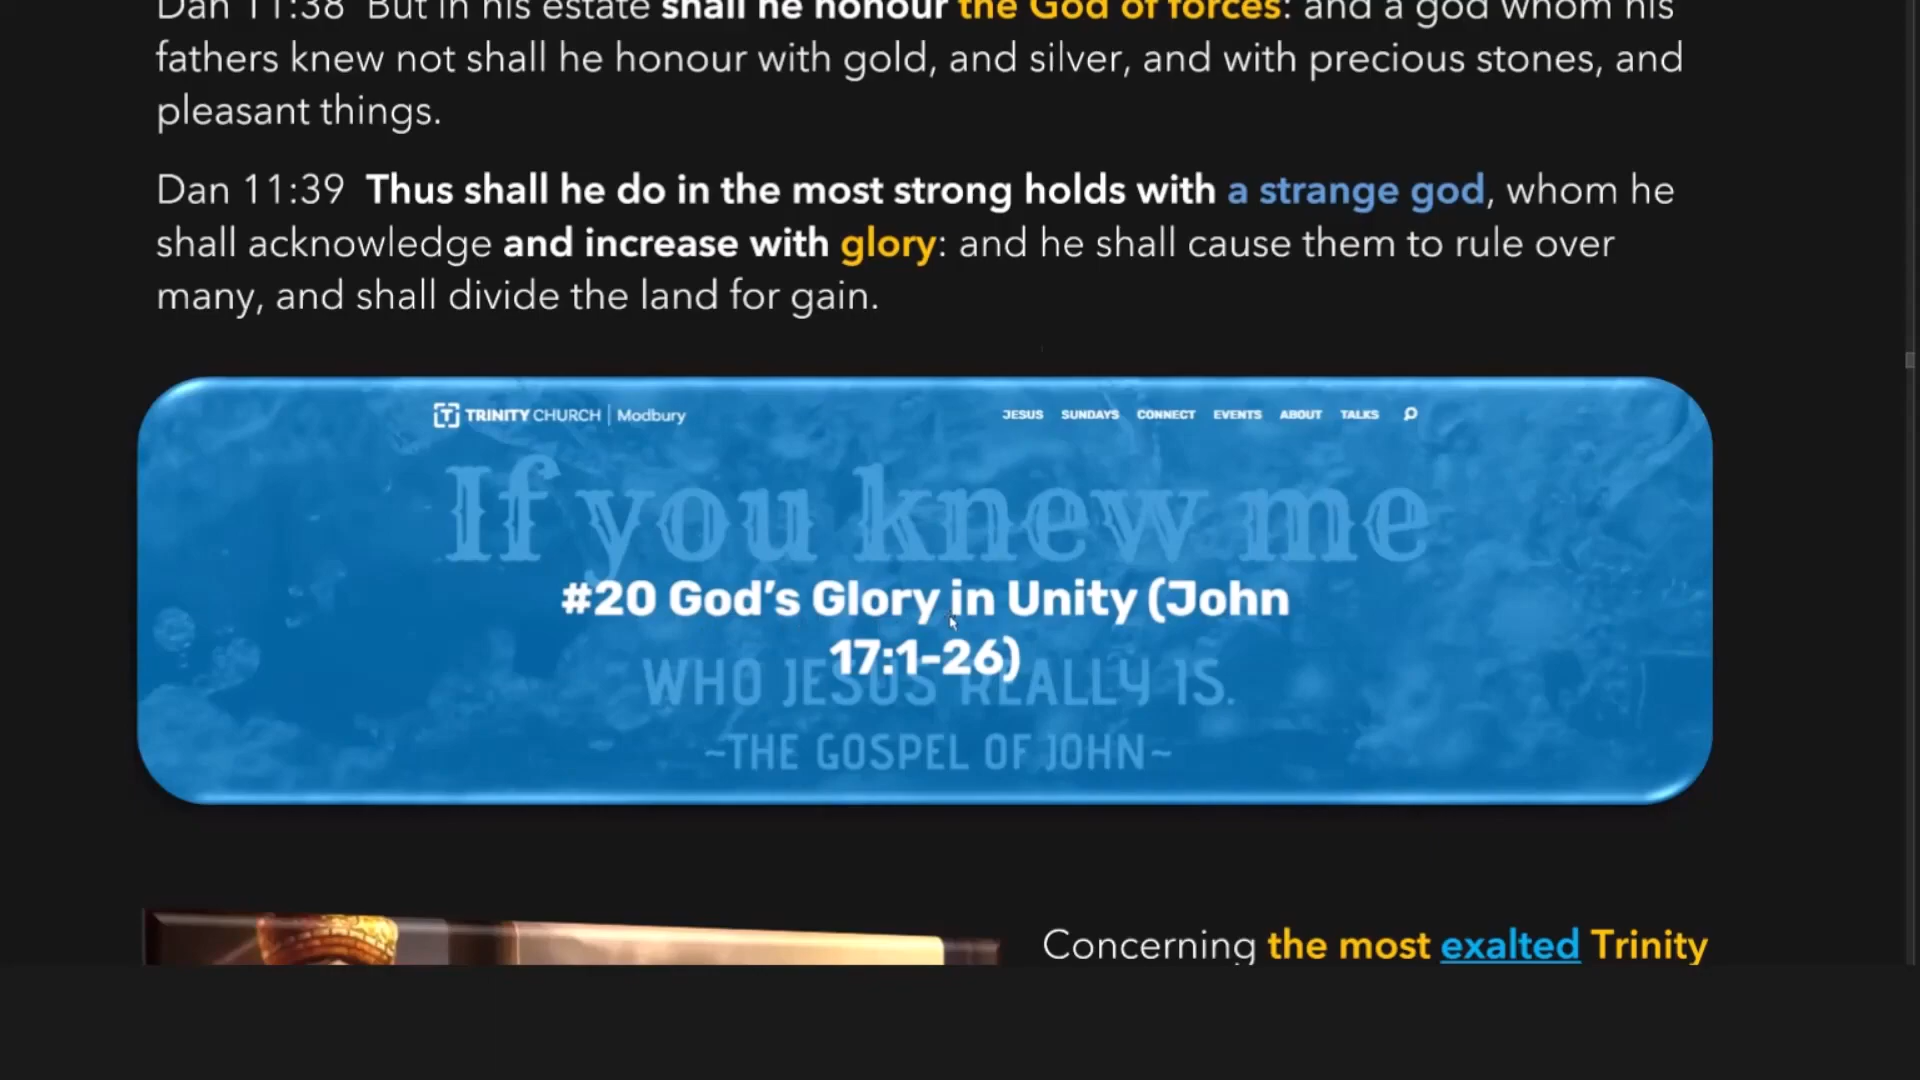 Dan 11:38 But in his estate shall he honour the God of forces: and a god whom his
fathers knew not shall he honour with gold, and silver, and with precious stones, and
pleasant things.
Dan 11:39 Thus shall he do in the most strong holds with a strange god, whom he
shall acknowledge and increase with glory: and he shall cause them to rule over
many, and shall divide the land for gain.
TRINITY CHURCH | Modbury
JESUS SUNDAYS CONNECT EVENTS ABOUT TALKS
If you knew me
#20 God's Glory in Unity (John
17:1-26)
WHO JESUS REALLY IS.
~THE GOSPEL OF JOHN~
Concerning the most exalted Trinity